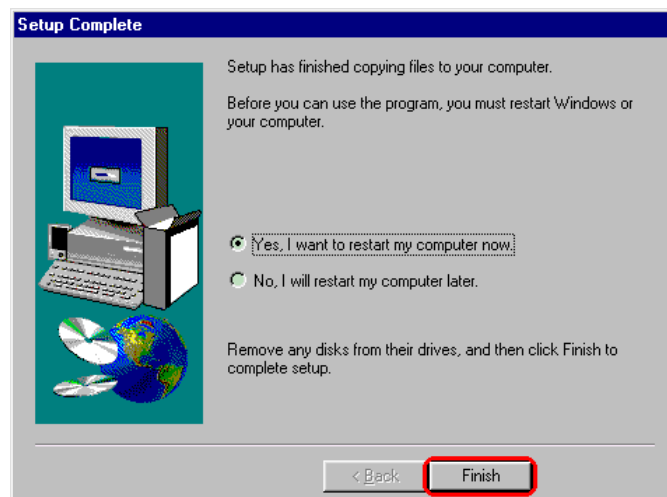 Setup Complete
Setup has finished copying files to your computer.
Before you can use the program, you must restart Windows or
your computer.
Yes, I want to restart my computer now.
No, I will restart my computer later.
Remove any disks from their drives, and then click Finish to
complete setup.
< Back
Finish